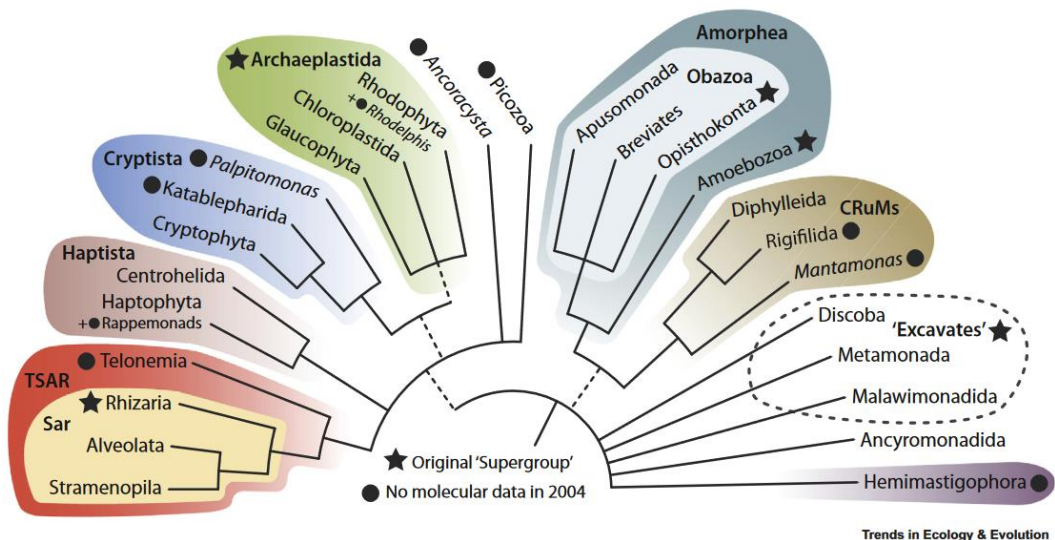 Archaeplastida
Rhodophyta
+● Rhodelphis
Chloroplastida
Glaucophyta
Ancoracysta
Picozoa
Amorphea
Obazoa
Apusomonada
Breviates
Opisthokonta
Amoebozoa
Cryptista
Palpitomonas
Katablepharida
Cryptophyta
Diphylleida
CRuMs
Rigifilida
Mantamonas
Haptista
Centrohelida
Haptophyta
+● Rappemonads
Discoba
'Excavates'
Metamonada
Malawimonadida
Telonemia
TSAR
Rhizaria
Sar
Alveolata
Stramenopila
Ancyromonadida
Hemimastigophora
★ Original 'Supergroup'
● No molecular data in 2004
Trends in Ecology & Evolution